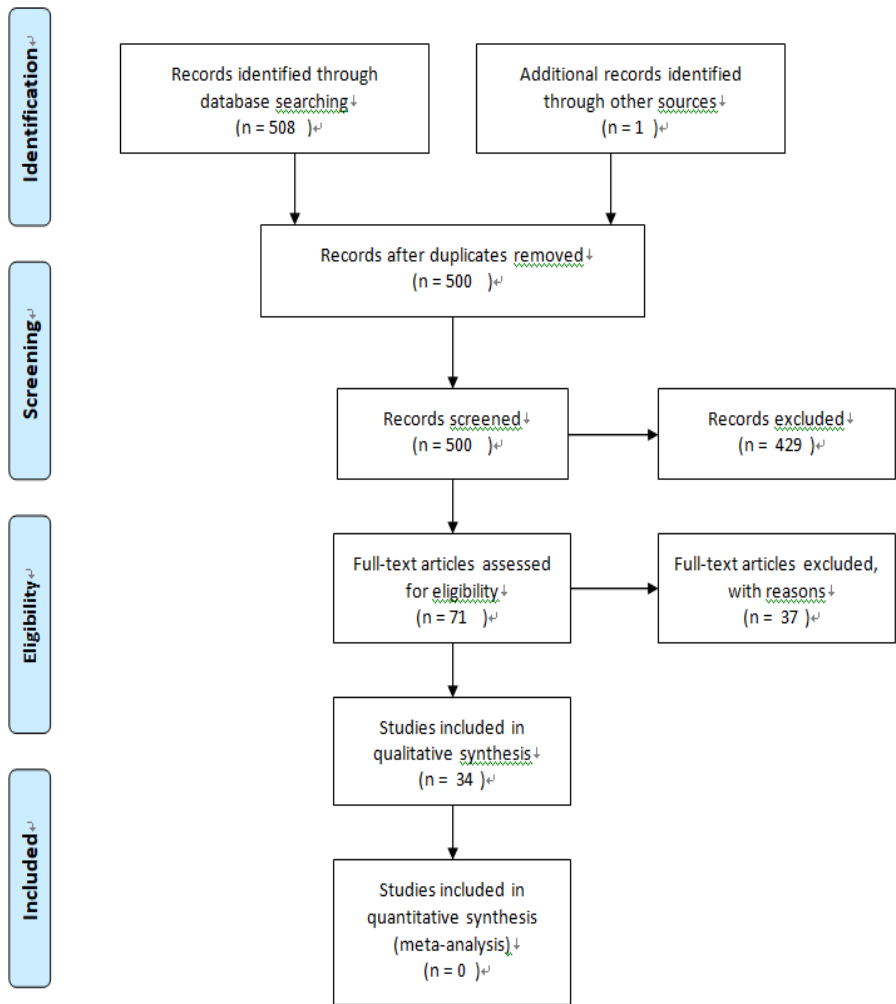 Identification↵
Records identified through
database searching↓
(n = 508 )↵
Additional records identified
through other sources↓
(n = 1 )↵
Records after duplicates removed↓
(n = 500 )↵
Screening↵
Records screened↓
(n = 500 )↵
Records excluded↓
(n = 429 )↵
Eligibility↵
Full-text articles assessed
for eligibility↓
(n = 71 )↵
Full-text articles excluded,
with reasons↓
(n = 37 )↵
Studies included in
qualitative synthesis↓
(n = 34 )↵
Included↵
Studies included in
quantitative synthesis
(meta-analysis)↓
(n = 0 )↵